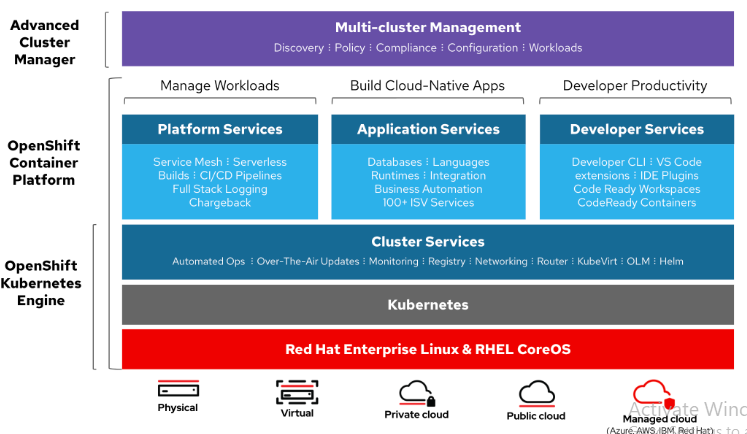 Advanced
Cluster
Manager
Multi-cluster Management
Discovery ⁝ Policy ⁝ Compliance ⁝ Configuration ⁝ Workloads
OpenShift
Container
Platform
Manage Workloads
Build Cloud-Native Apps
Developer Productivity
Platform Services
Service Mesh ⁝ Serverless
Builds ⁝ CI/CD Pipelines
Full Stack Logging
Chargeback
Application Services
Databases ⁝ Languages
Runtimes ⁝ Integration
Business Automation
100+ ISV Services
Developer Services
Developer CLI ⁝ VS Code
extensions ⁝ IDE Plugins
Code Ready Workspaces
CodeReady Containers
OpenShift
Kubernetes
Engine
Cluster Services
Automated Ops ⁝ Over-The-Air Updates ⁝ Monitoring ⁝ Registry ⁝ Networking ⁝ Router ⁝ KubeVirt ⁝ OLM ⁝ Helm
Kubernetes
Red Hat Enterprise Linux & RHEL CoreOS
Physical
Virtual
Private cloud
Public cloud
Managed cloud
(Azure, AWS, IBM, Red Hat)
Activate Winc